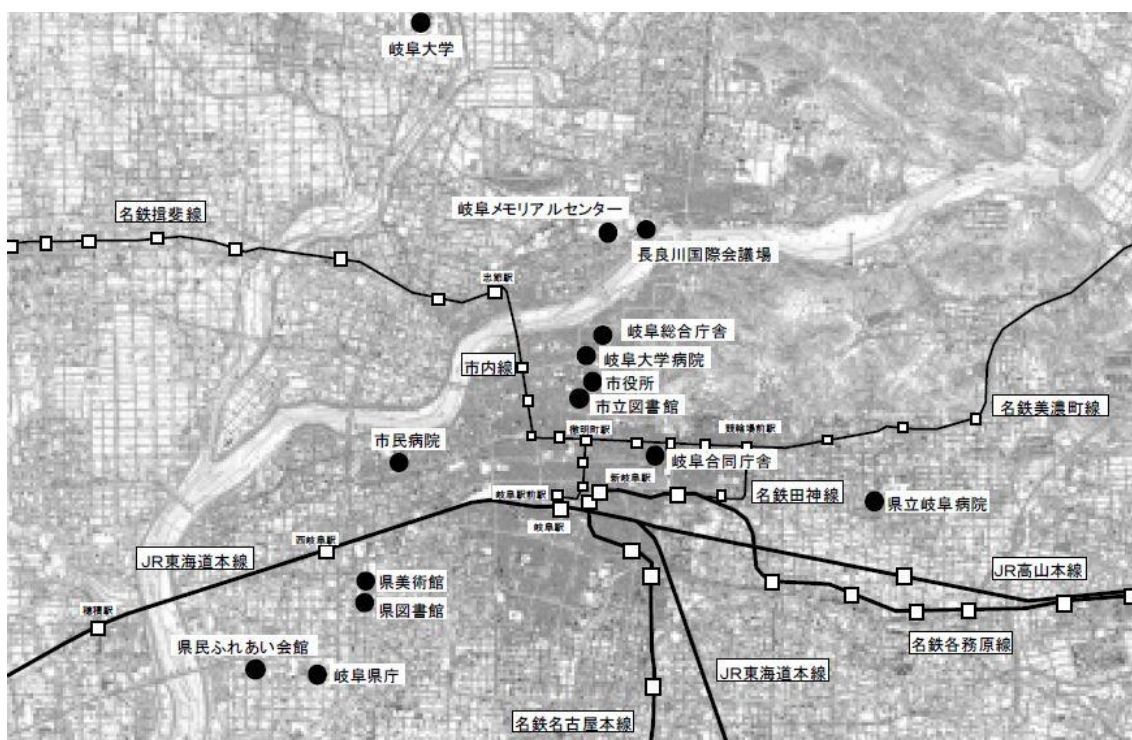 岐阜大学
名鉄揖斐線
岐阜メモリアルセンター
長良川国際会議場
忠節駅
岐阜総合庁舎
市内線
岐阜大学病院
市役所
市立図書館
名鉄美濃町線
徹明町駅
競輪場前駅
市民病院
岐阜合同庁舎
新岐阜駅
岐阜駅前駅
名鉄田神線
県立岐阜病院
岐阜駅
西岐阜駅
JR東海道本線
JR高山本線
県美術館
県図書館
穂積駅
名鉄各務原線
県民ふれあい会館
岐阜県庁
JR東海道本線
名鉄名古屋本線